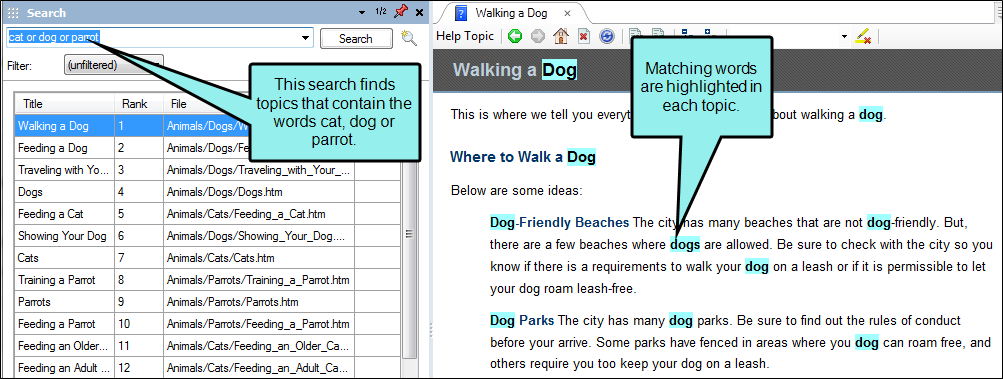 Search
1/2
cat or dog or parrot
Search
Filter:
(unfiltered)
This search finds
topics that contain the
words cat, dog or
parrot.
Title Rank File
Walking a Dog 1 Animals/Dogs/
Feeding a Dog 2 Animals/Dogs/
Traveling with Yo... 3 Animals/Dogs/Traveling_with_Your_...
Dogs 4 Animals/Dogs/Dogs.htm
Feeding a Cat 5 Animals/Cats/Feeding_a_Cat.htm
Showing Your Dog 6 Animals/Dogs/Showing_Your_Dog....
Cats 7 Animals/Cats/Cats.htm
Training a Parrot 8 Animals/Parrots/Training_a_Parrot.h...
Parrots 9 Animals/Parrots/Parrots.htm
Feeding a Parrot 10 Animals/Parrots/Feeding_a_Parrot.htm
Feeding an Older... 11 Animals/Cats/Feeding_an_Older_Ca...
Feeding an Adult ... 12 Animals/Cats/Feeding_an_Adult_Ca...
Walking a Dog
Help Topic
Walking a Dog
Matching words
are highlighted in
each topic.
This is where we tell you about walking a dog.
Where to Walk a Dog
Below are some ideas:
Dog-Friendly Beaches The city has many beaches that are not dog-friendly. But,
there are a few beaches where dogs are allowed. Be sure to check with the city so you
know if there is a requirements to walk your dog on a leash or if it is permissible to let
your dog roam leash-free.
Dog Parks The city has many dog parks. Be sure to find out the rules of conduct
before your arrive. Some parks have fenced in areas where you dog can roam free, and
others require you too keep your dog on a leash.